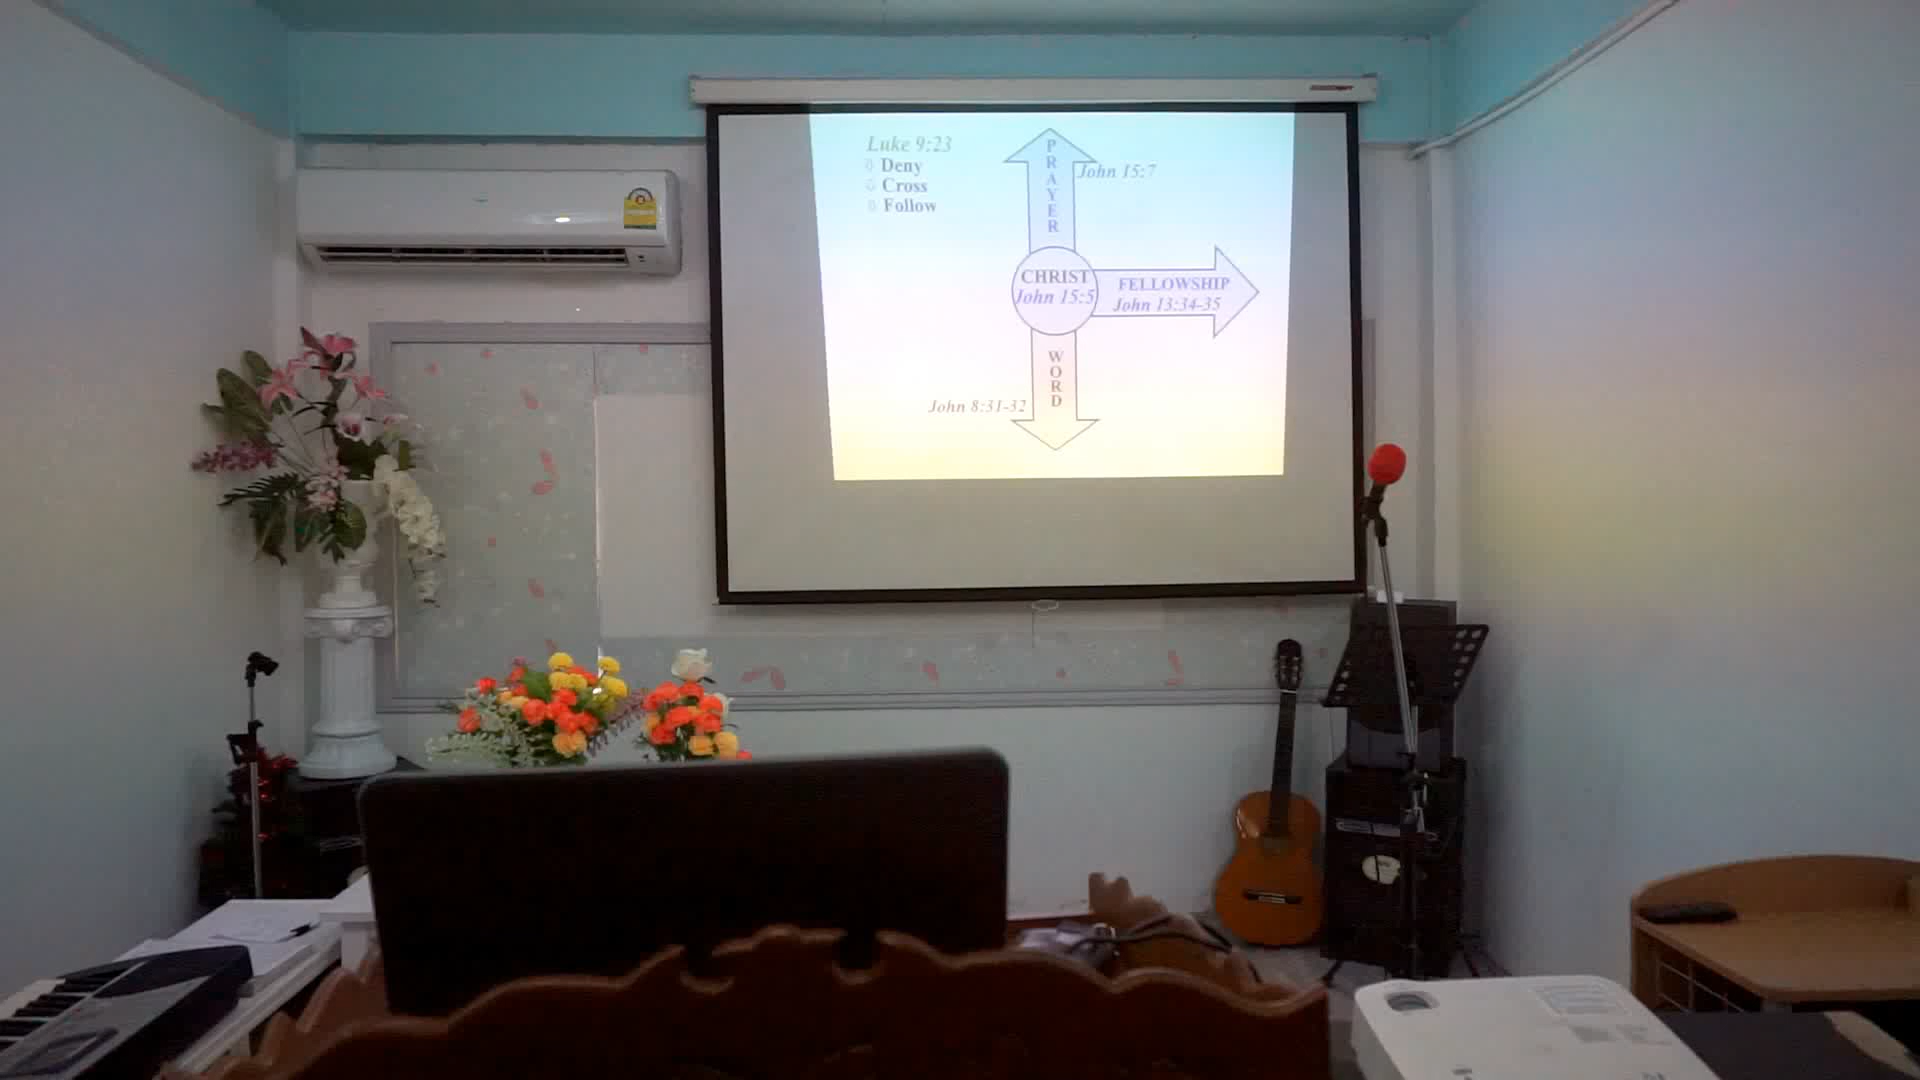 Luke 9:23
Deny
Cross
Follow
PRAYER
John 15:7
CHRIST
John 15:5
FELLOWSHIP
John 13:34-35
WORD
John 8:31-32